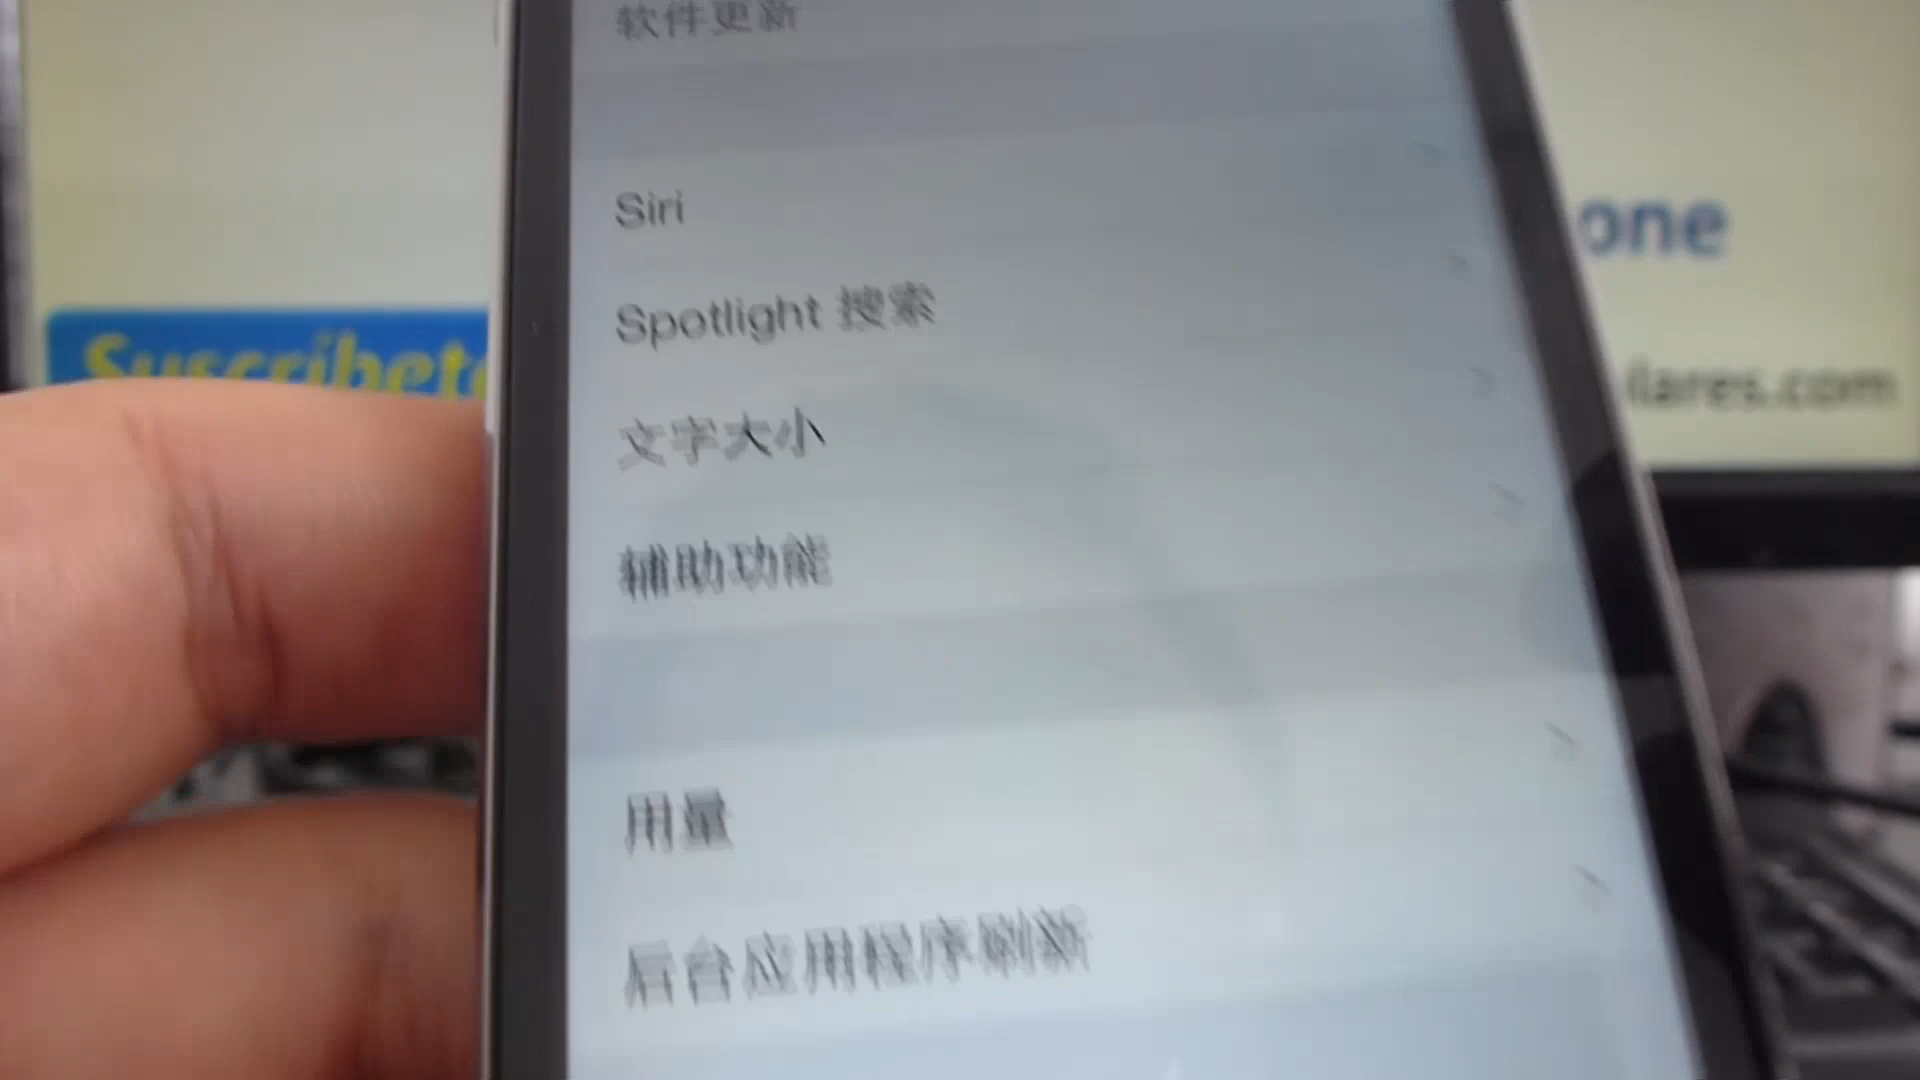 软件更新
Siri
Spotlight 搜索
文字大小
辅助功能
用量
后台应用程序刷新
Suscríbete
one
lares.com